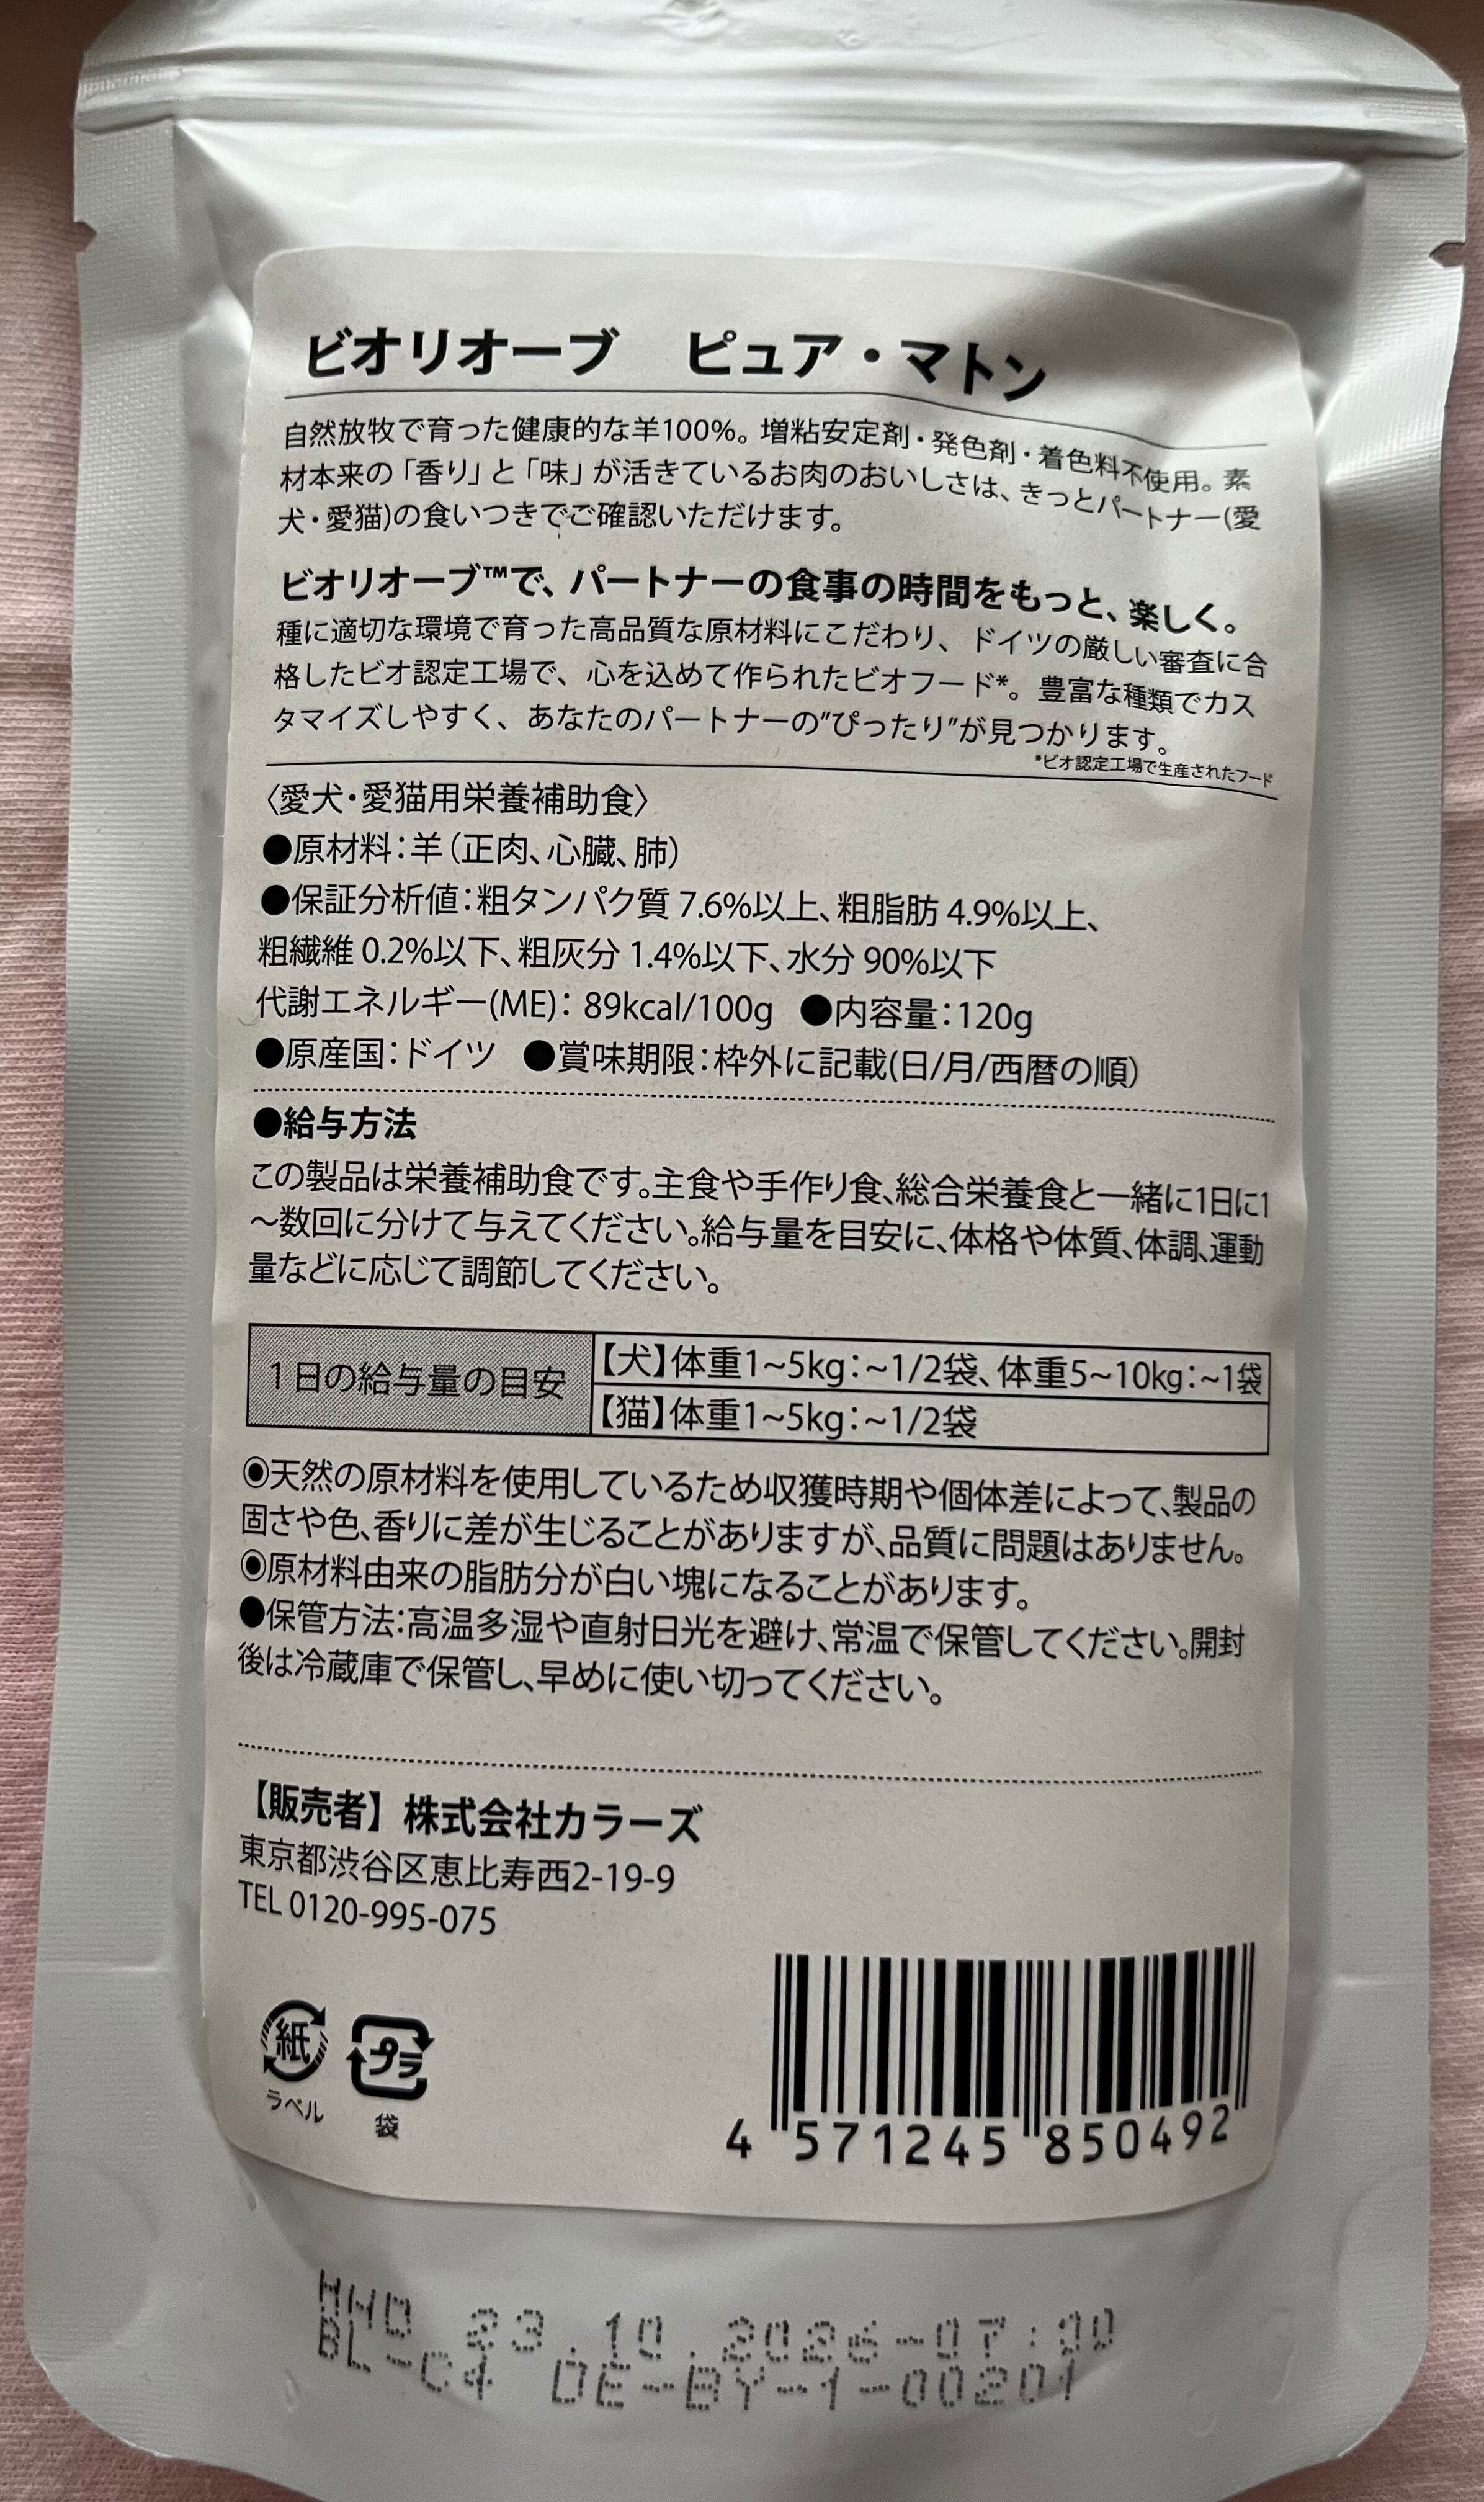 ビオリオーブ　ピュア・マトン
自然放牧で育った健康的な羊100%。増粘安定剤・発色剤・着色料不使用。素
材本来の「香り」と「味」が活きているお肉のおいしさは、きっとパートナー(愛
犬・愛猫)の食いつきでご確認いただけます。
ビオリオーブ™で、パートナーの食事の時間をもっと、楽しく。
種に適切な環境で育った高品質な原材料にこだわり、ドイツの厳しい審査に合
格したビオ認定工場で、心を込めて作られたビオフード*。豊富な種類でカス
タマイズしやすく、あなたのパートナーの"ぴったり"が見つかります。
*ビオ認定工場で生産されたフード
〈愛犬・愛猫用栄養補助食〉
●原材料：羊（正肉、心臓、肺）
●保証分析値：粗タンパク質 7.6%以上、粗脂肪 4.9%以上、
粗繊維 0.2%以下、粗灰分 1.4%以下、水分 90%以下
代謝エネルギー(ME)：89kcal/100g ●内容量：120g
●原産国：ドイツ ●賞味期限：枠外に記載(日/月/西暦の順)
●給与方法
この製品は栄養補助食です。主食や手作り食、総合栄養食と一緒に1日に1
～数回に分けて与えてください。給与量を目安に、体格や体質、体調、運動
量などに応じて調節してください。
1日の給与量の目安
【犬】体重1~5kg：~1/2袋、体重5~10kg：~1袋
【猫】体重1~5kg：~1/2袋
◉天然の原材料を使用しているため収獲時期や個体差によって、製品の
固さや色、香りに差が生じることがありますが、品質に問題はありません。
◉原材料由来の脂肪分が白い塊になることがあります。
●保管方法：高温多湿や直射日光を避け、常温で保管してください。開封
後は冷蔵庫で保管し、早めに使い切ってください。
【販売者】株式会社カラーズ
東京都渋谷区恵比寿西2-19-9
TEL 0120-995-075
紙
ラベル
プラ
袋
4 571245 850492
MHD 23.10.2026-07:00
BL-C4 DE-BY-1-00201